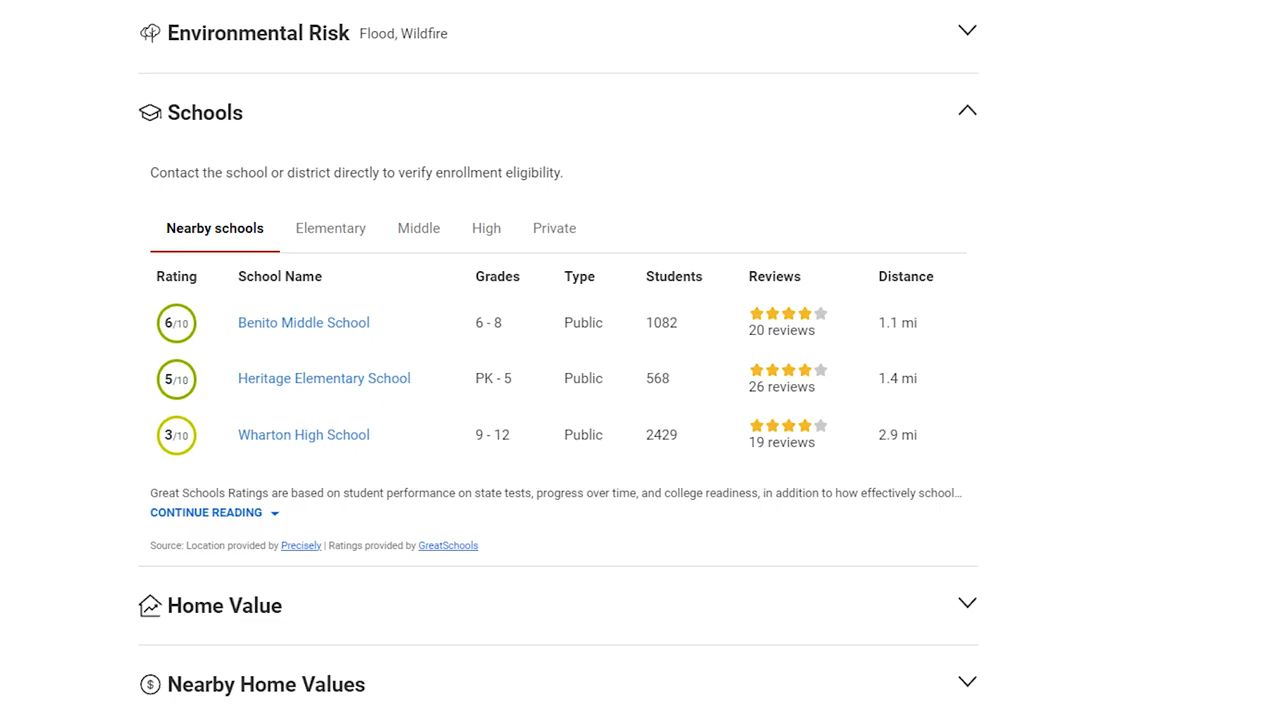 Environmental Risk Flood, Wildfire
Schools
Contact the school or district directly to verify enrollment eligibility.
Nearby schools Elementary Middle High Private
Rating School Name Grades Type Students Reviews Distance
6/10 Benito Middle School 6 - 8 Public 1082 20 reviews 1.1 mi
5/10 Heritage Elementary School PK - 5 Public 568 26 reviews 1.4 mi
3/10 Wharton High School 9 - 12 Public 2429 19 reviews 2.9 mi
Great Schools Ratings are based on student performance on state tests, progress over time, and college readiness, in addition to how effectively school...
CONTINUE READING
Source: Location provided by Precisely | Ratings provided by GreatSchools
Home Value
$ Nearby Home Values